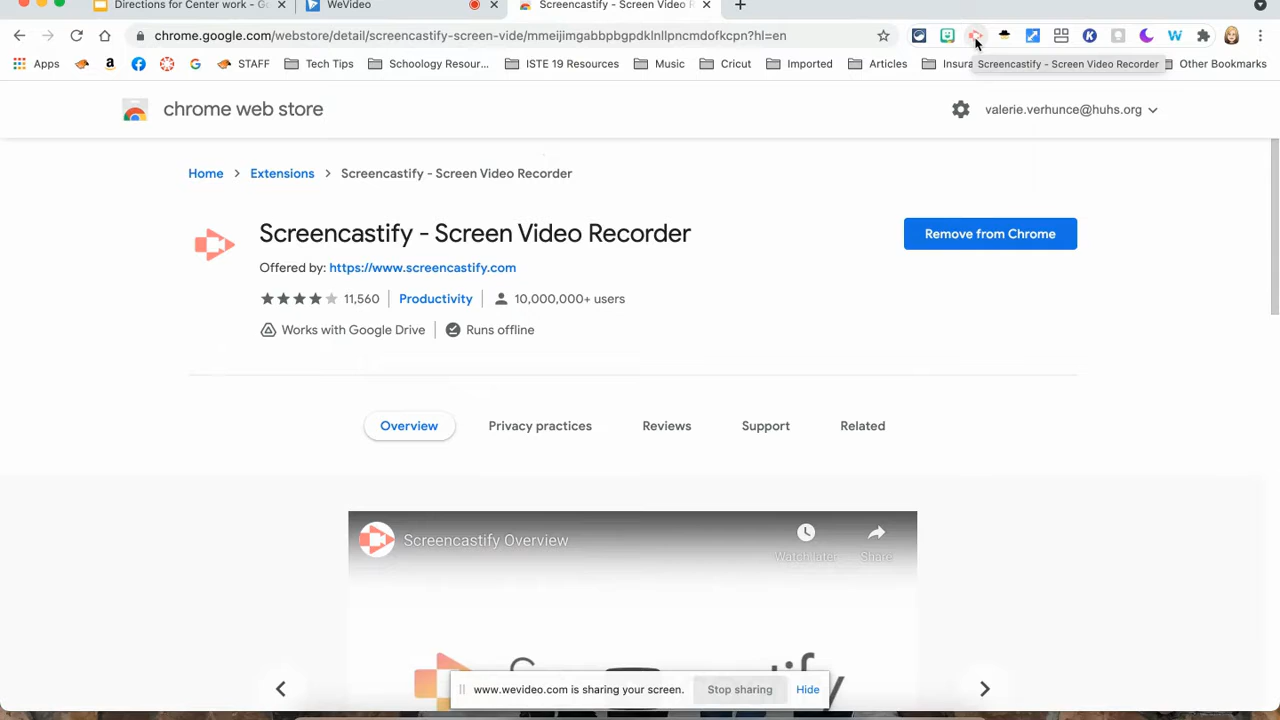 Directions for Center work - G
WeVideo
Screencastify - Screen Video R
chrome.google.com/webstore/detail/screencastify-screen-vide/mmeijimgabbpbgpdklnllpncmdofkcpn?hl=en
Apps
STAFF
Tech Tips
Schoology Resour...
ISTE 19 Resources
Music
Cricut
Imported
Articles
Insura
Screencastify - Screen Video Recorder
Other Bookmarks
chrome web store
valerie.verhunce@huhs.org
Home > Extensions > Screencastify - Screen Video Recorder
Screencastify - Screen Video Recorder
Remove from Chrome
Offered by: https://www.screencastify.com
11,560
Productivity
10,000,000+ users
Works with Google Drive
Runs offline
Overview
Privacy practices
Reviews
Support
Related
Screencastify Overview
Watch later
Share
www.wevideo.com is sharing your screen.
Stop sharing
Hide